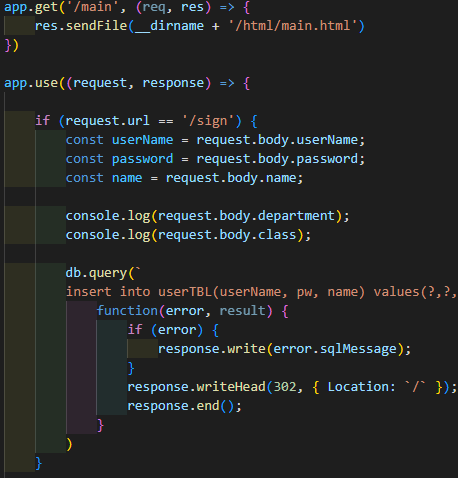 app.get('/main', (req, res) => {
res.sendFile(__dirname + '/html/main.html')
})
app.use((request, response) => {
if (request.url == '/sign') {
const userName = request.body.userName;
const password = request.body.password;
const name = request.body.name;
console.log(request.body.department);
console.log(request.body.class);
db.query(`
insert into userTBL(userName, pw, name) values(?,?,
function(error, result) {
if (error) {
response.write(error.sqlMessage);
}
response.writeHead(302, { Location: `/` });
response.end();
}
)
}